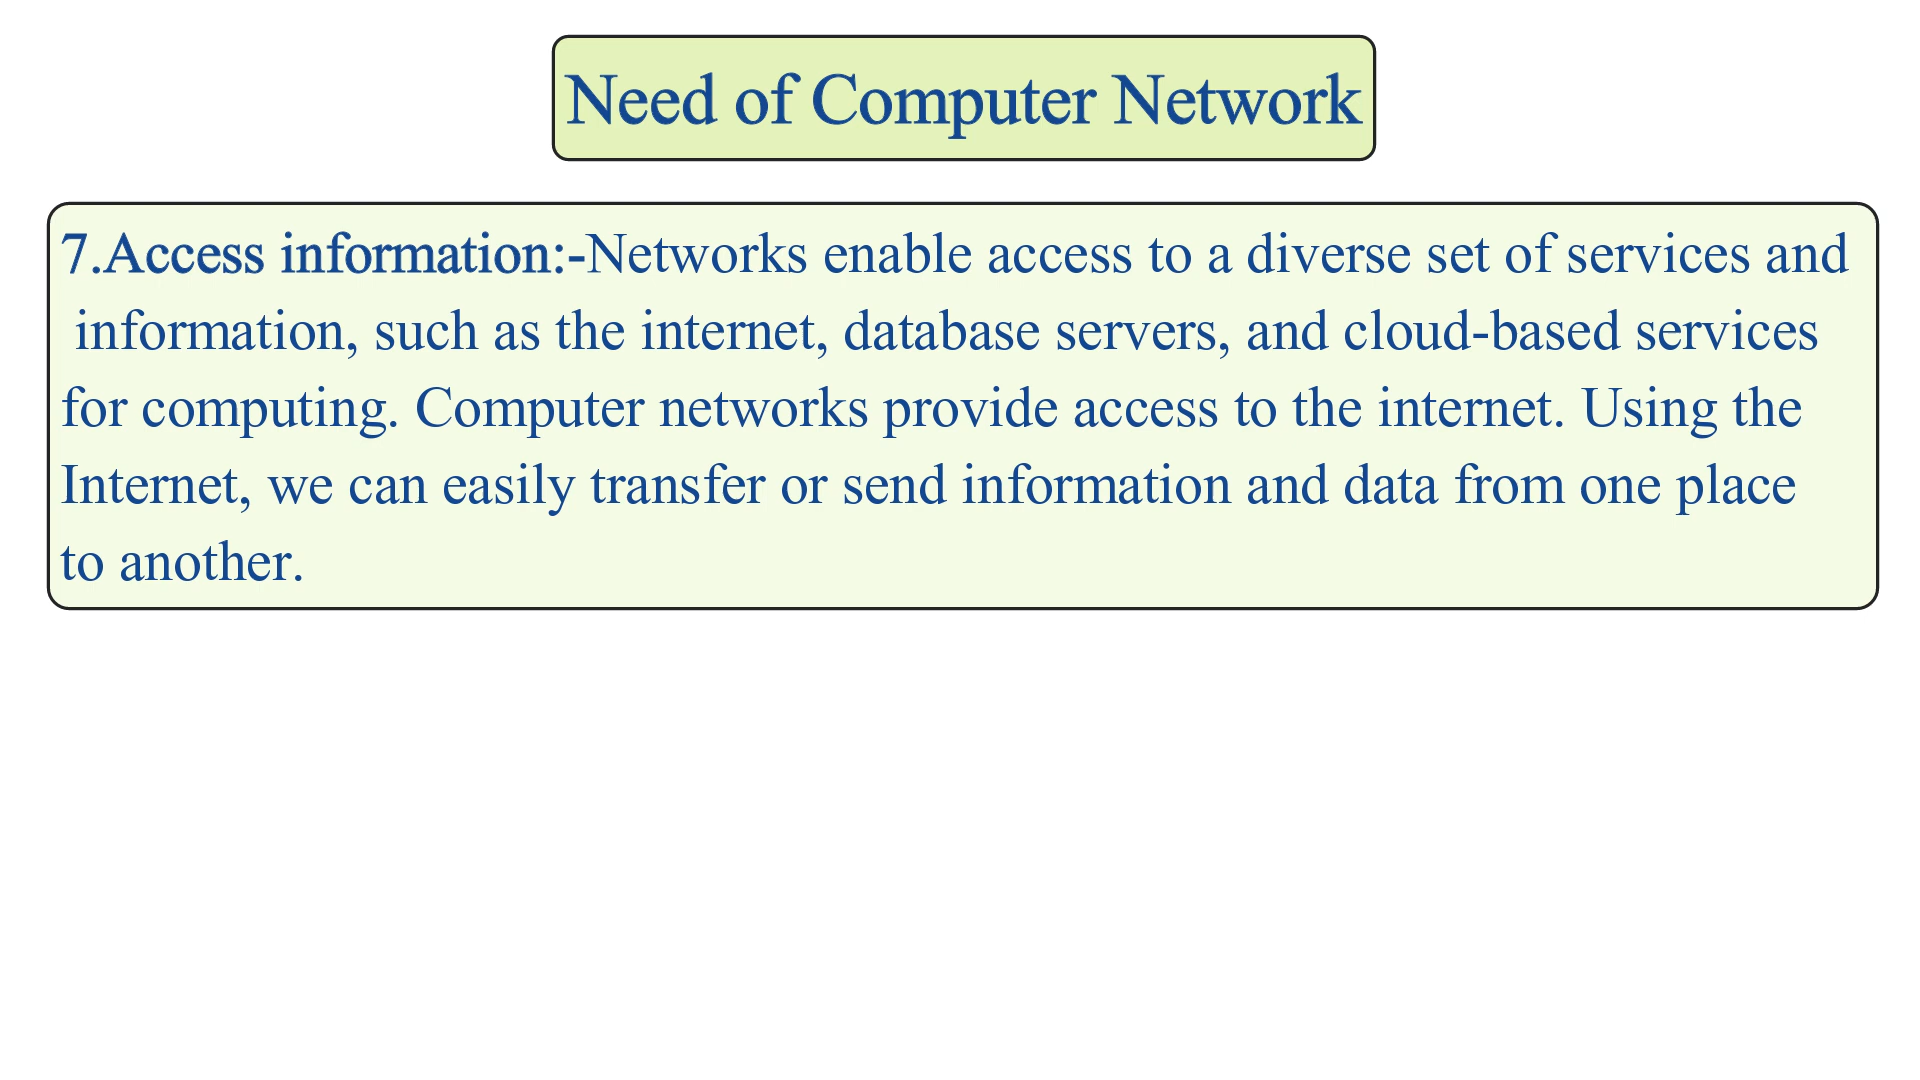 Need of Computer Network
7.Access information:-Networks enable access to a diverse set of services and
information, such as the internet, database servers, and cloud-based services
for computing. Computer networks provide access to the internet. Using the
Internet, we can easily transfer or send information and data from one place
to another.